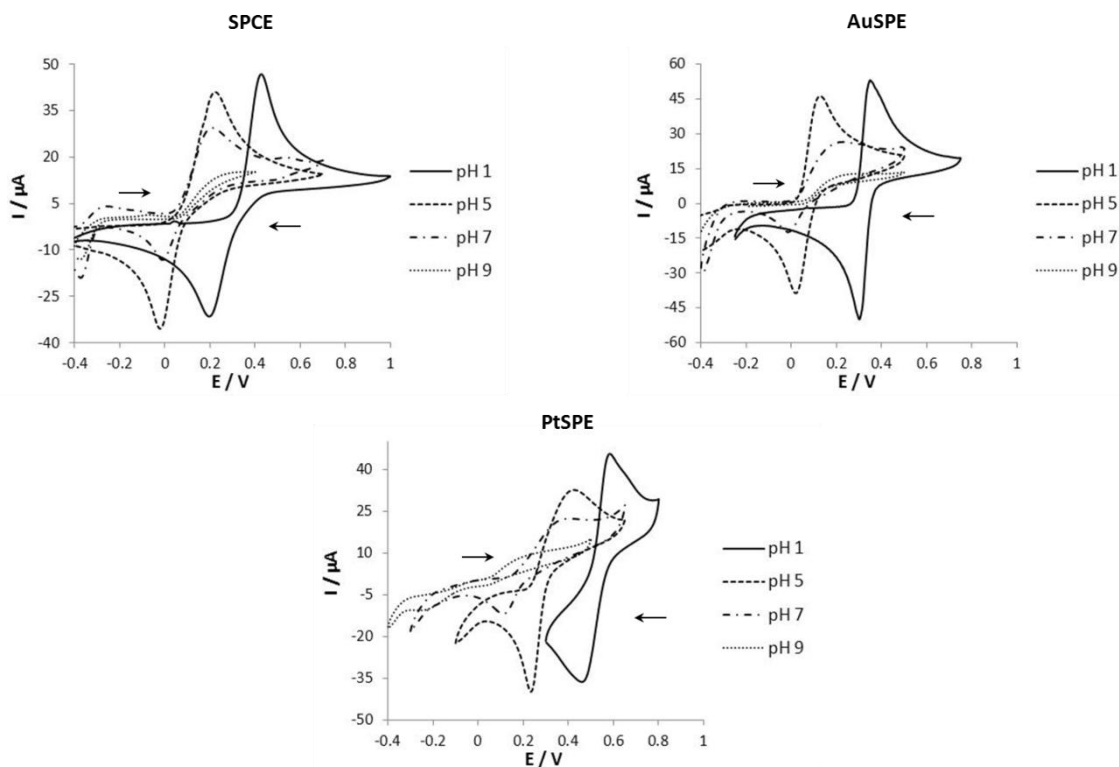 SPCE
50
35
20
5
-10
-25
-40
-0.4 -0.2 0 0.2 0.4 0.6 0.8 1
I / µA
E / V
pH 1
pH 5
pH 7
pH 9
AuSPE
60
45
30
15
0
-15
-30
-45
-60
-0.4 -0.2 0 0.2 0.4 0.6 0.8 1
I / µA
E / V
pH 1
pH 5
pH 7
pH 9
PtSPE
40
25
10
-5
-20
-35
-50
-0.4 -0.2 0 0.2 0.4 0.6 0.8 1
I / µA
E / V
pH 1
pH 5
pH 7
pH 9